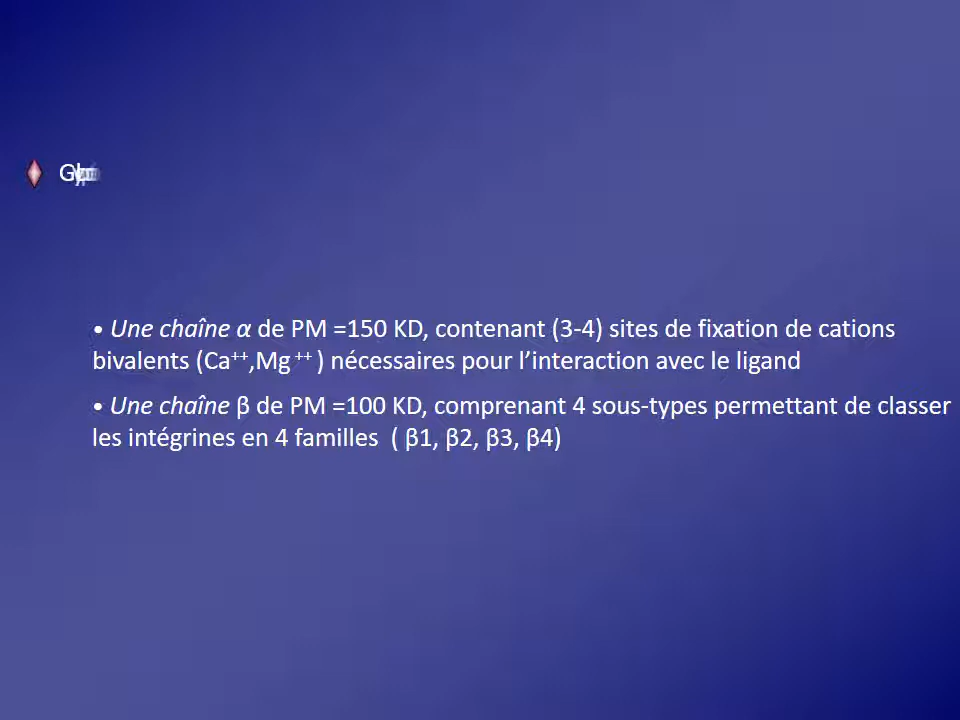 • Une chaîne α de PM =150 KD, contenant (3-4) sites de fixation de cations
bivalents (Ca⁺⁺,Mg ⁺⁺ ) nécessaires pour l’interaction avec le ligand
• Une chaîne β de PM =100 KD, comprenant 4 sous-types permettant de classer
les intégrines en 4 familles ( β1, β2, β3, β4)